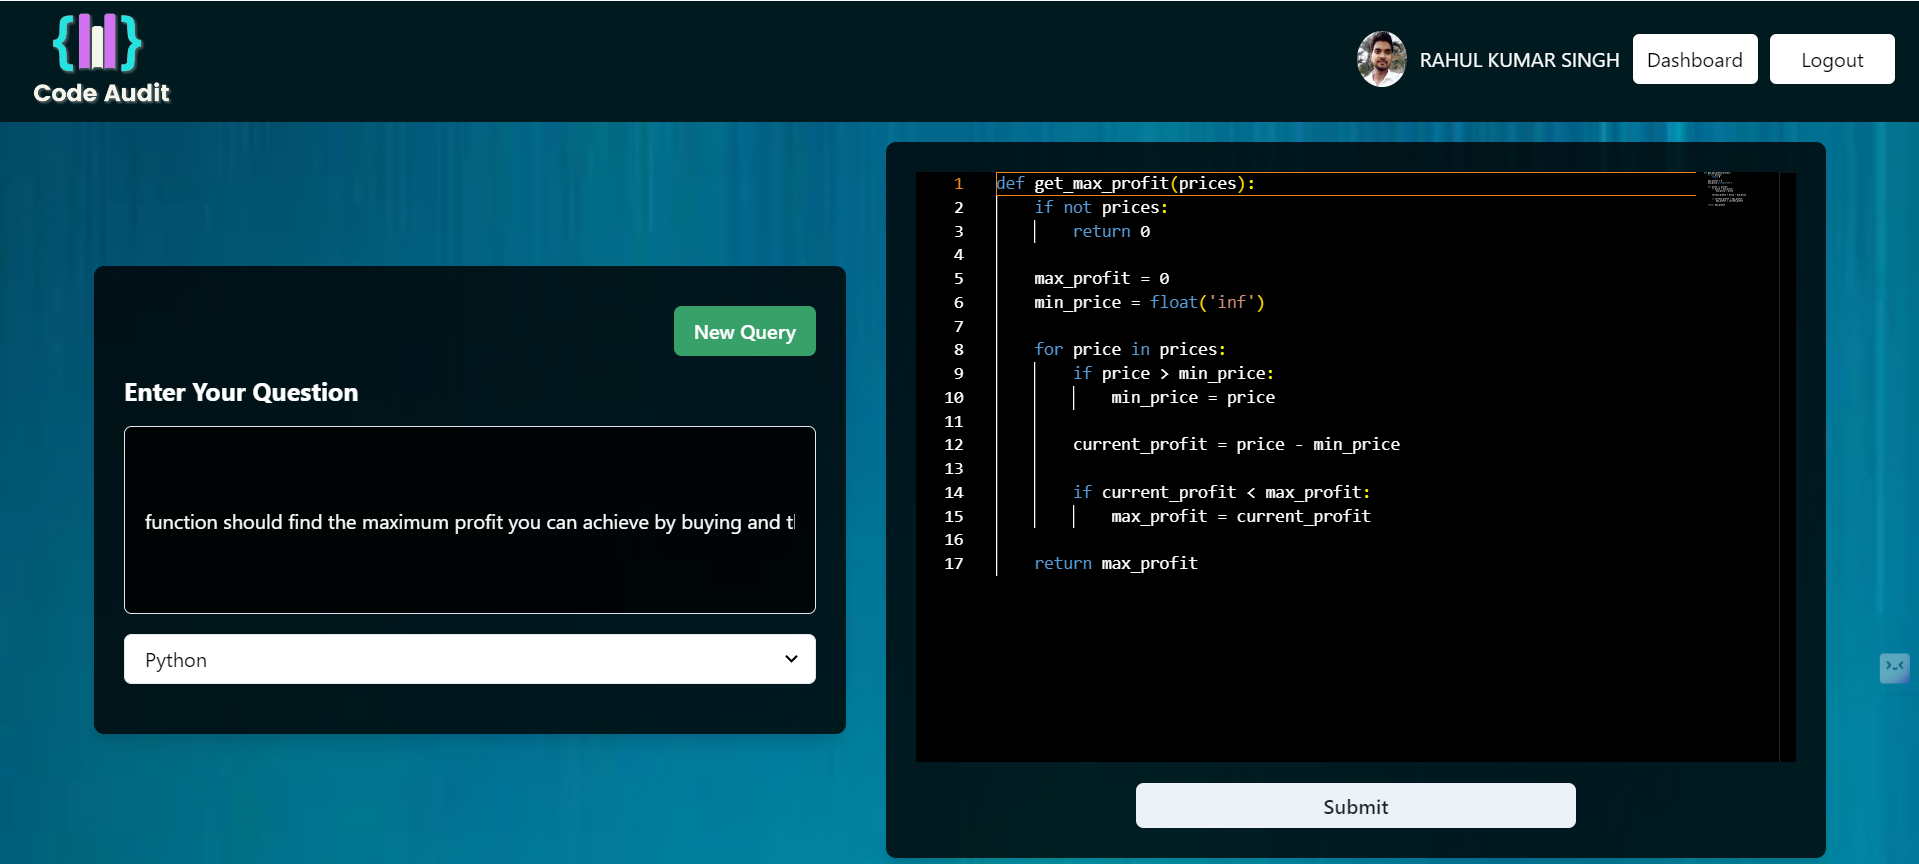 Code Audit
RAHUL KUMAR SINGH
Dashboard
Logout
New Query
Enter Your Question
function should find the maximum profit you can achieve by buying and
Python
1 def get_max_profit(prices):
2 if not prices:
3 return 0
4
5 max_profit = 0
6 min_price = float('inf')
7
8 for price in prices:
9 if price > min_price:
10 min_price = price
11
12 current_profit = price - min_price
13
14 if current_profit < max_profit:
15 max_profit = current_profit
16
17 return max_profit
Submit